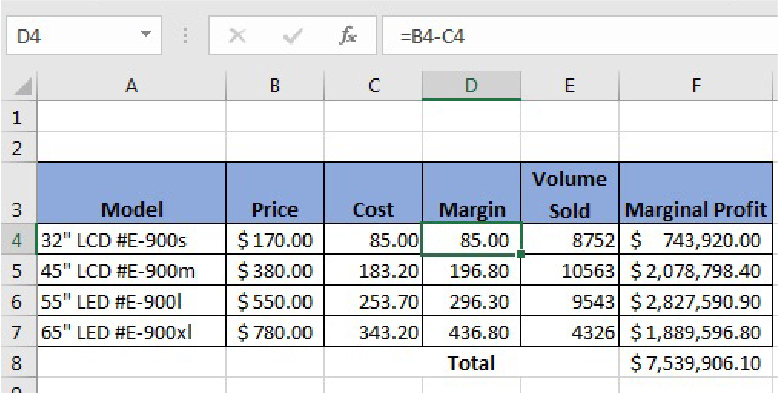 D4 fx =B4-C4
A B C D E F
1
2
3 Model Price Cost Margin Volume Sold Marginal Profit
4 32" LCD #E-900s $ 170.00 85.00 85.00 8752 $ 743,920.00
5 45" LCD #E-900m $ 380.00 183.20 196.80 10563 $ 2,078,798.40
6 55" LED #E-900l $ 550.00 253.70 296.30 9543 $ 2,827,590.90
7 65" LED #E-900xl $ 780.00 343.20 436.80 4326 $ 1,889,596.80
8 Total $ 7,539,906.10